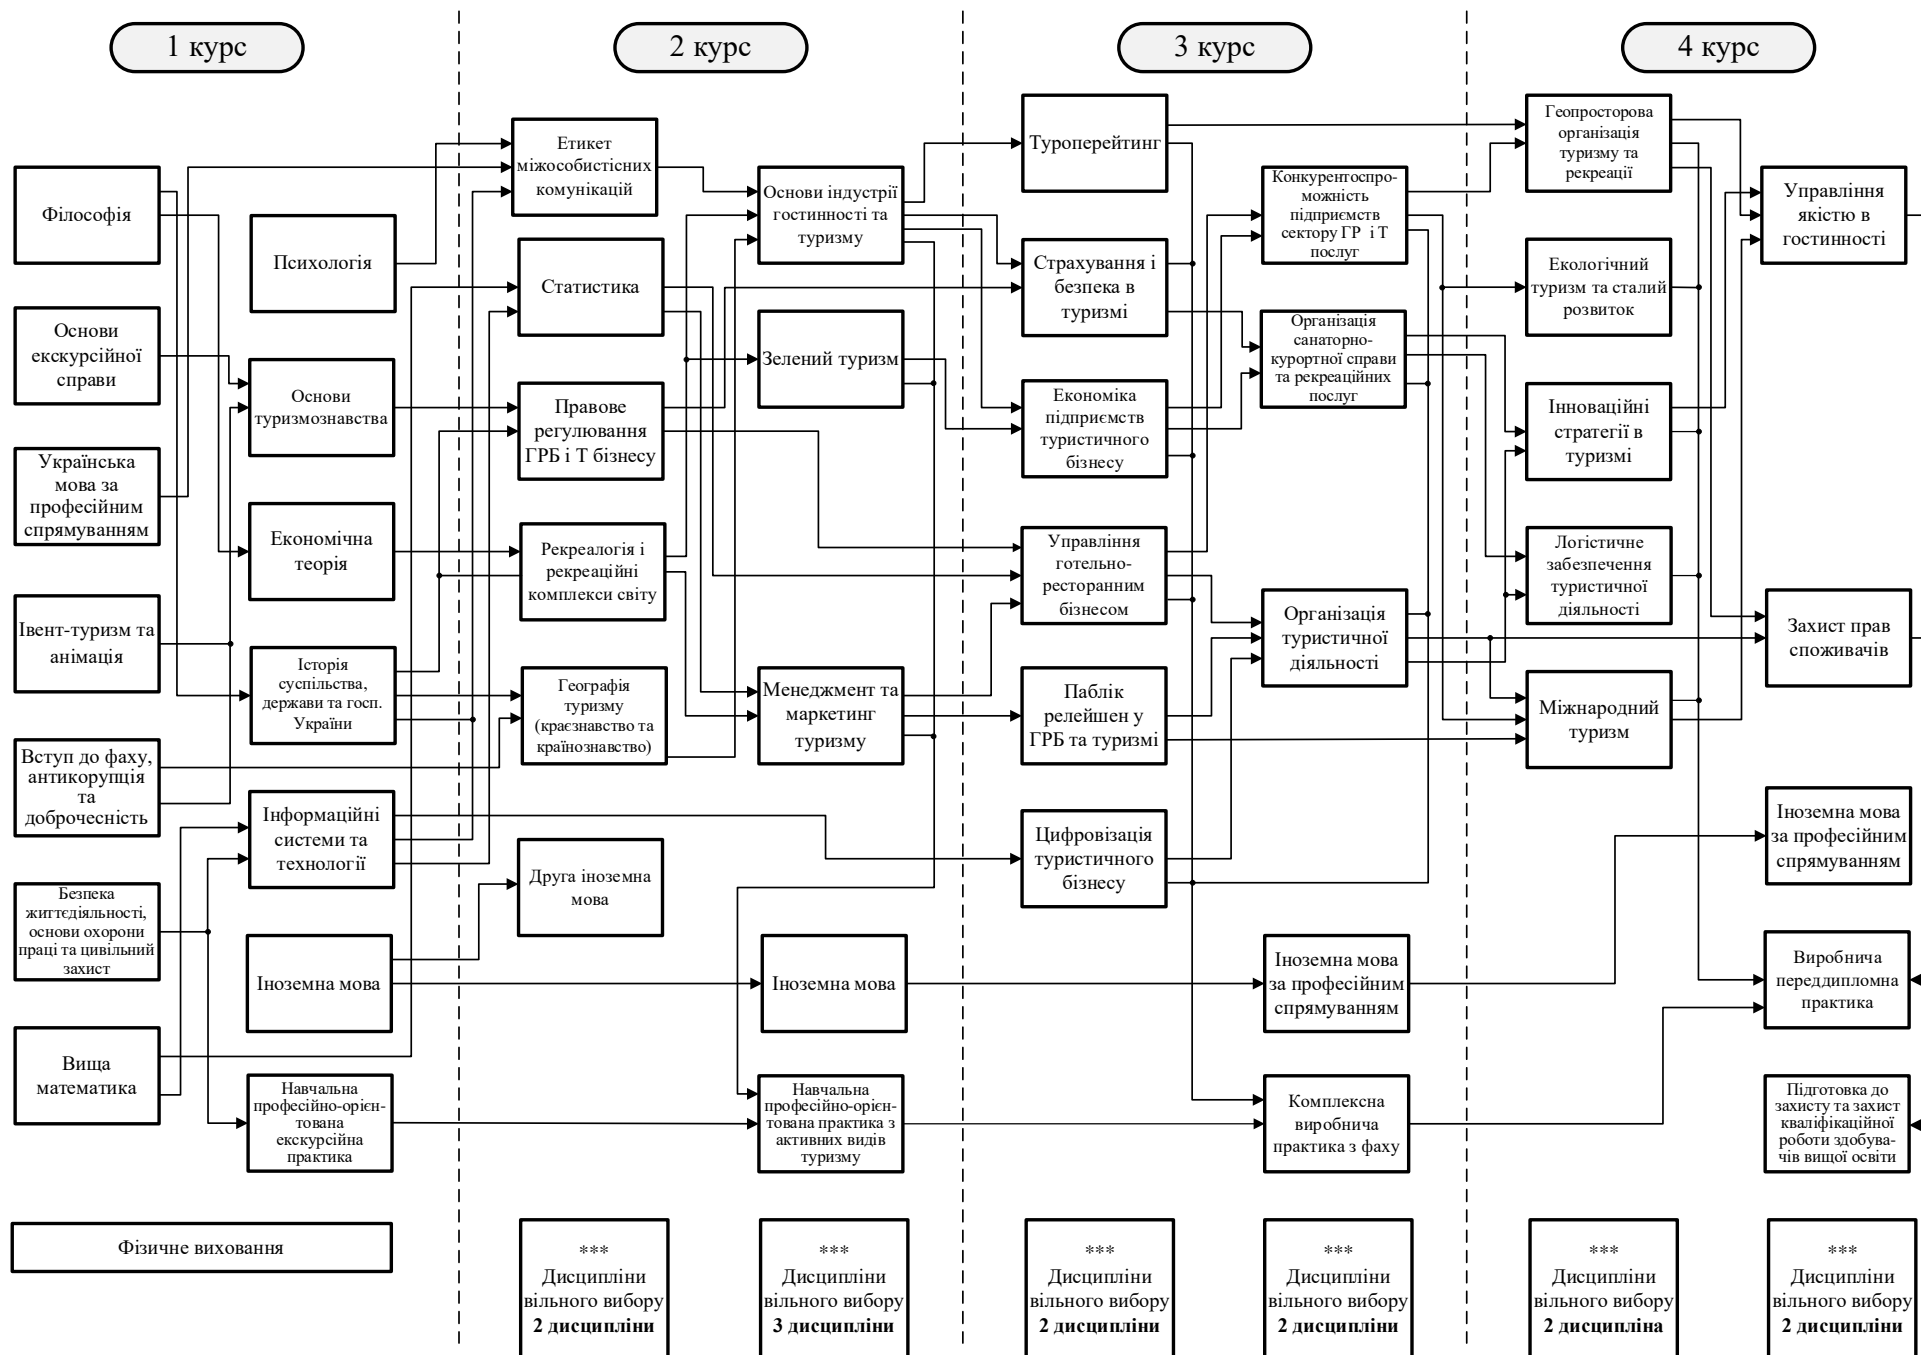 1 курс
2 курс
3 курс
4 курс
Філософія
Основи
екскурсійної
справи
Українська
мова за
професійним
спрямуванням
Івент-туризм та
анімація
Вступ до фаху,
антикорупція
та
доброчесність
Безпека
життєдіяльності,
основи охорони
праці та цивільний
захист
Вища
математика
Психологія
Основи
туризмознавства
Економічна
теорія
Історія
суспільства,
держави та госп.
України
Інформаційні
системи та
технології
Іноземна мова
Навчальна
професійно-орієн-
тована
екскурсійна
практика
Фізичне виховання
Етикет
міжособистісних
комунікацій
Статистика
Правове
регулювання
ГРБ і Т бізнесу
Рекреалогія і
рекреаційні
комплекси світу
Географія
туризму
(краєзнавство та
країнознавство)
Друга іноземна
мова
***
Дисципліни
вільного вибору
2 дисципліни
Основи індустрії
гостинності та
туризму
Зелений туризм
Менеджмент та
маркетинг
туризму
Іноземна мова
Навчальна
професійно-орієн-
тована практика з
активних видів
туризму
***
Дисципліни
вільного вибору
3 дисципліни
Туроперейтинг
Страхування і
безпека в
туризмі
Економіка
підприємств
туристичного
бізнесу
Управління
готельно-
ресторанним
бізнесом
Паблік
релейшен у
ГРБ та туризмі
Цифровізація
туристичного
бізнесу
***
Дисципліни
вільного вибору
2 дисципліни
Конкурентоспро-
можність
підприємств
сектору ГР і Т
послуг
Організація
санаторно-
курортної справи
та рекреаційних
послуг
Організація
туристичної
діяльності
Іноземна мова
за професійним
спрямуванням
Комплексна
виробнича
практика з фаху
***
Дисципліни
вільного вибору
2 дисципліни
Геопросторова
організація
туризму та
рекреації
Екологічний
туризм та сталий
розвиток
Інноваційні
стратегії в
туризмі
Логістичне
забезпечення
туристичної
діяльності
Міжнародний
туризм
***
Дисципліни
вільного вибору
2 дисципліна
Управління
якістю в
гостинності
Захист прав
споживачів
Іноземна мова
за професійним
спрямуванням
Виробнича
переддипломна
практика
Підготовка до
захисту та захист
кваліфікаційної
роботи здобува-
чів вищої освіти
***
Дисципліни
вільного вибору
2 дисципліни